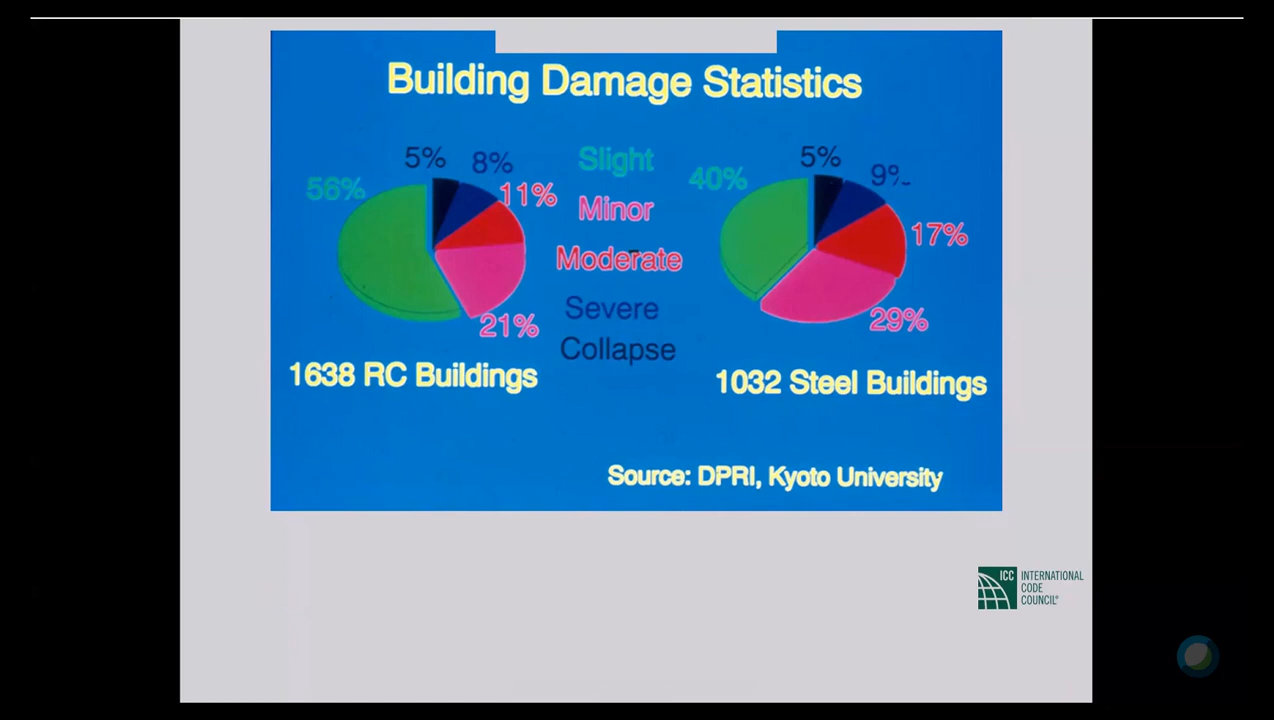 Building Damage Statistics
56%
5%
8%
11%
21%
1638 RC Buildings
Slight
Minor
Moderate
Severe
Collapse
40%
5%
9%
17%
29%
1032 Steel Buildings
Source: DPRI, Kyoto University
ICC
INTERNATIONAL
CODE
COUNCIL®